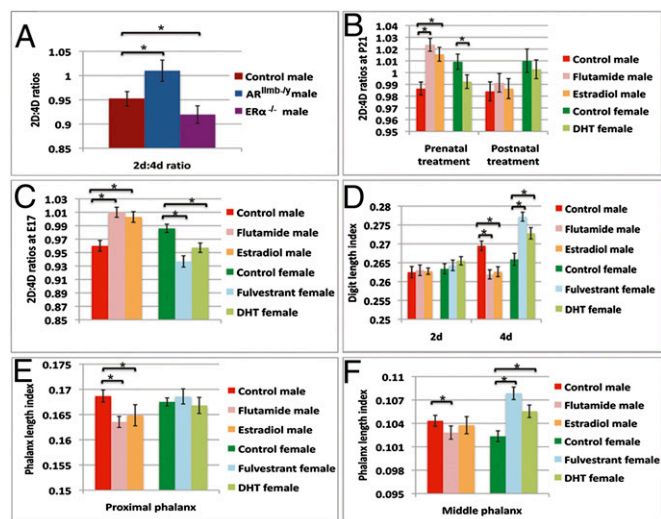 A
*
*
2D:4D ratios
1.05
1
0.95
0.9
0.85
2d:4d ratio
Control male
AR^limb-/y male
ERα^-/- male
B
*
*
*
2D:4D ratios at P21
1.04
1.03
1.02
1.01
1
0.99
0.98
0.97
0.96
0.95
Prenatal treatment
Postnatal treatment
Control male
Flutamide male
Estradiol male
Control female
DHT female
C
*
*
*
*
2D:4D ratios at E17
1.03
1.01
0.99
0.97
0.95
0.93
0.91
0.89
0.87
0.85
Control male
Flutamide male
Estradiol male
Control female
Fulvestrant female
DHT female
D
*
*
*
*
Digit length index
0.28
0.275
0.27
0.265
0.26
0.255
0.25
2d
4d
Control male
Flutamide male
Estradiol male
Control female
Fulvestrant female
DHT female
E
*
*
Phalanx length index
0.175
0.17
0.165
0.16
0.155
0.15
Proximal phalanx
Control male
Flutamide male
Estradiol male
Control female
Fulvestrant female
DHT female
F
*
*
*
Phalanx length index
0.11
0.107
0.104
0.101
0.098
0.095
Middle phalanx
Control male
Flutamide male
Estradiol male
Control female
Fulvestrant female
DHT female